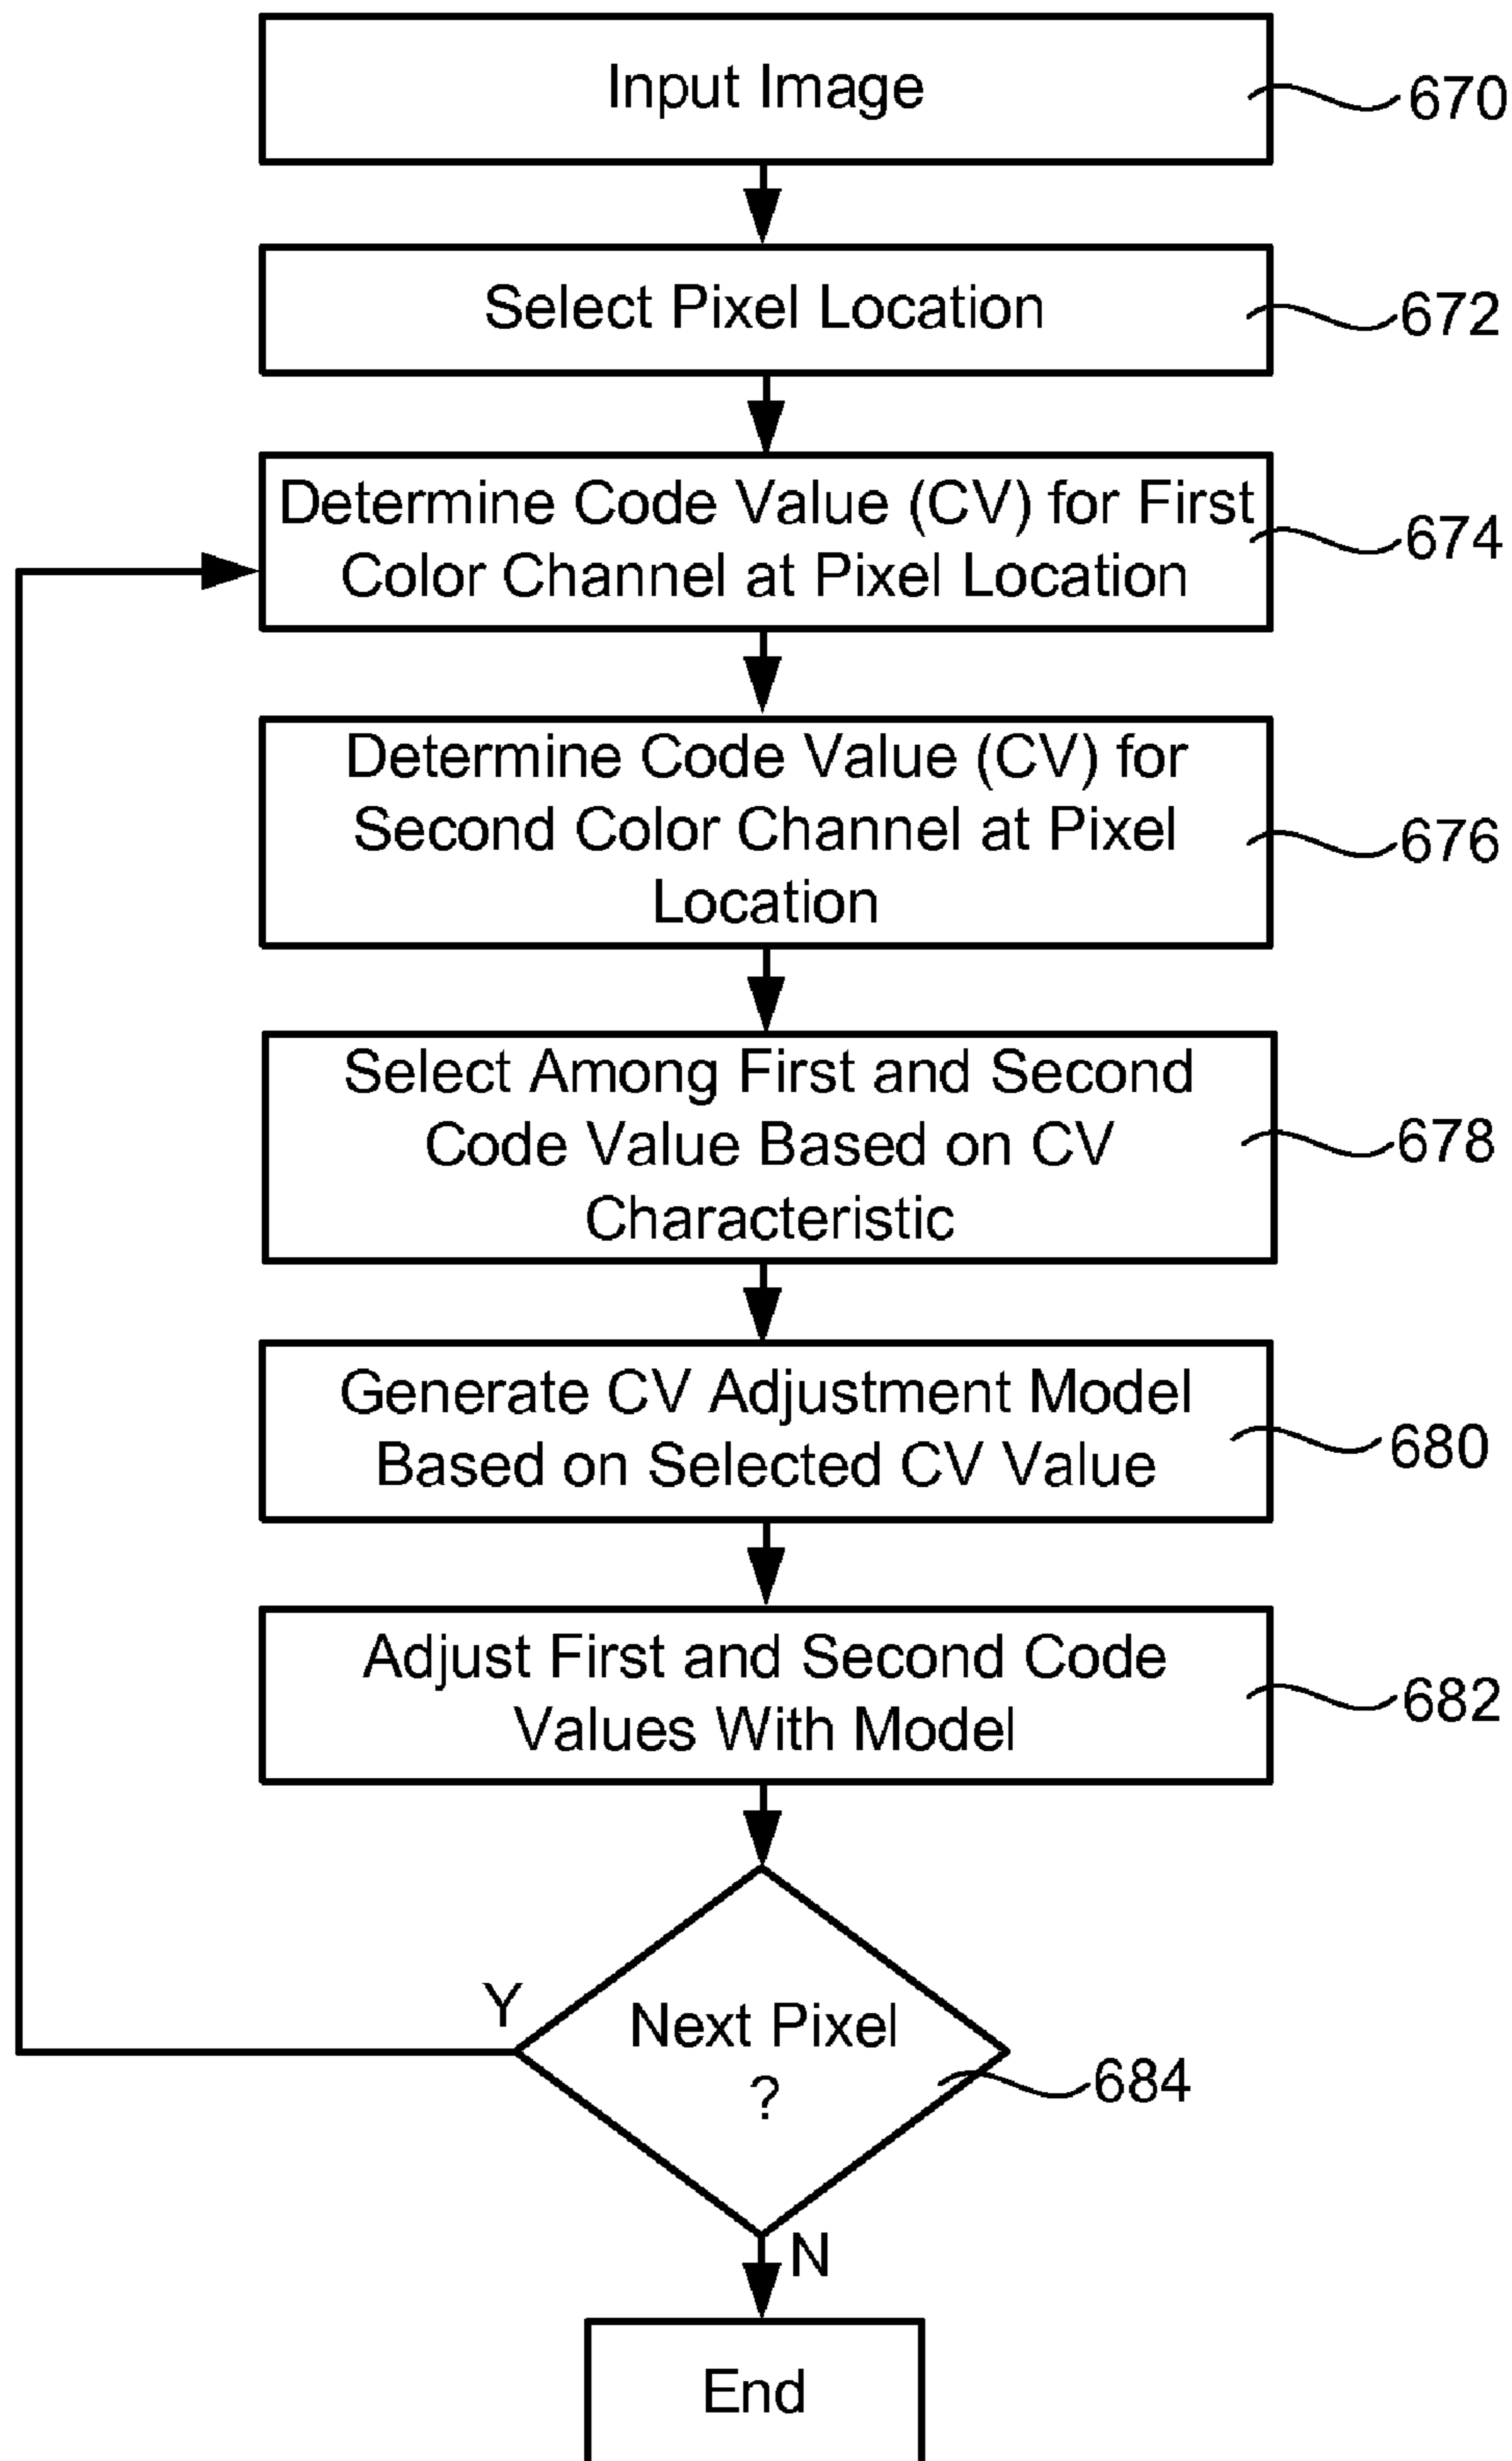 Input Image
670
Select Pixel Location
672
Determine Code Value (CV) for First
Color Channel at Pixel Location
674
Determine Code Value (CV) for
Second Color Channel at Pixel
Location
676
Select Among First and Second
Code Value Based on CV
Characteristic
678
Generate CV Adjustment Model
Based on Selected CV Value
680
Adjust First and Second Code
Values With Model
682
Y
Next Pixel
?
684
N
End